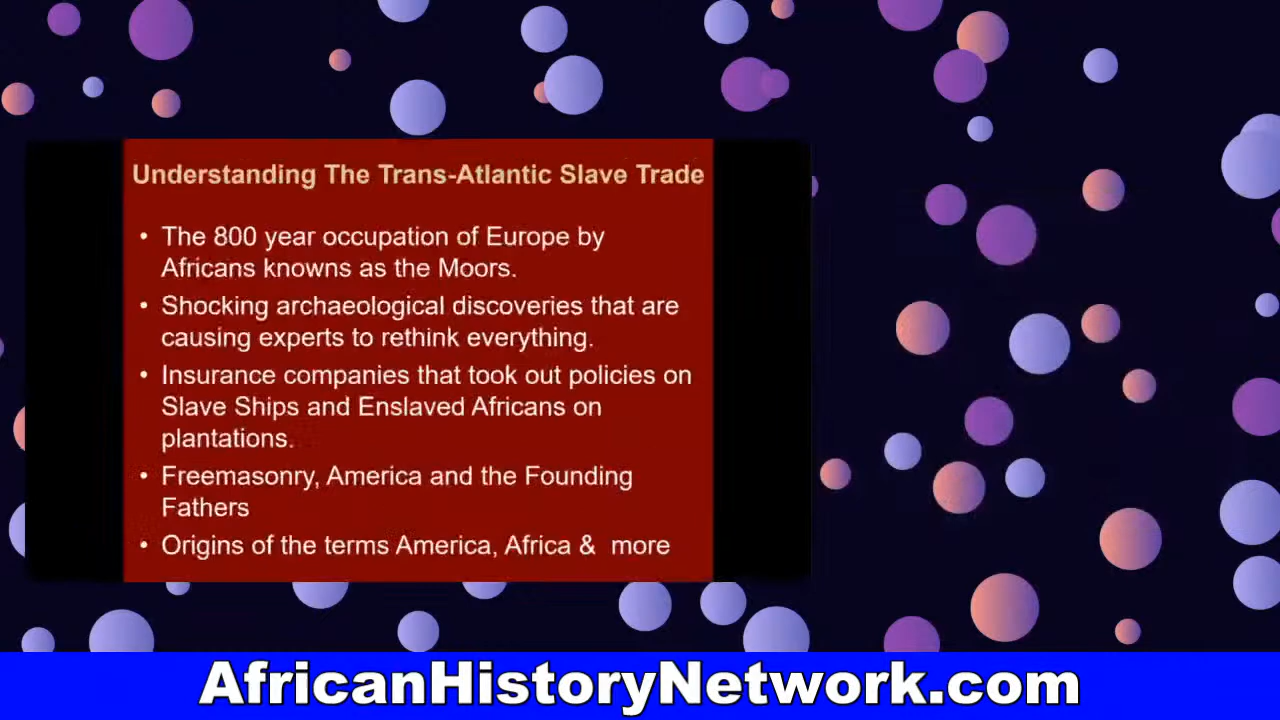 Understanding The Trans-Atlantic Slave Trade
• The 800 year occupation of Europe by
Africans knowns as the Moors.
• Shocking archaeological discoveries that are
causing experts to rethink everything.
• Insurance companies that took out policies on
Slave Ships and Enslaved Africans on
plantations.
• Freemasonry, America and the Founding
Fathers
• Origins of the terms America, Africa & more
AfricanHistoryNetwork.com